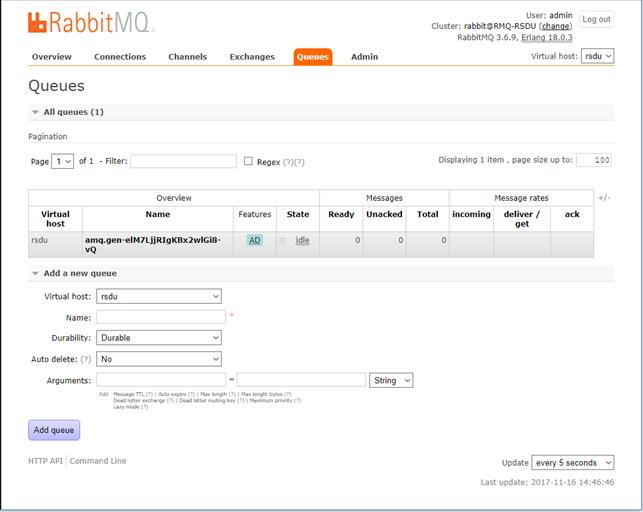 RabbitMQ
User: admin
Log out
Cluster: rabbit@RMQ-RSDU (change)
RabbitMQ 3.6.9, Erlang 18.0.3
Overview Connections Channels Exchanges Queues Admin Virtual host: rsdu
Queues
All queues (1)
Pagination
Page 1 of 1 - Filter: Regex (?)(?) Displaying 1 item , page size up to: 100
Overview Messages Message rates +/-
Virtual host Name Features State Ready Unacked Total incoming deliver / get ack
rsdu amq.gen-elM7LjjRIgKBx2wlGi8-
vQ AD idle 0 0 0
Add a new queue
Virtual host: rsdu
Name: *
Durability: Durable
Auto delete: (?) No
Arguments: = String
Add Message TTL (?) | Auto expire (?) | Max length (?) | Max length bytes (?)
Dead letter exchange (?) | Dead letter routing key (?) | Maximum priority (?)
Lazy mode (?)
Add queue
HTTP API | Command Line
Update every 5 seconds
Last update: 2017-11-16 14:46:46